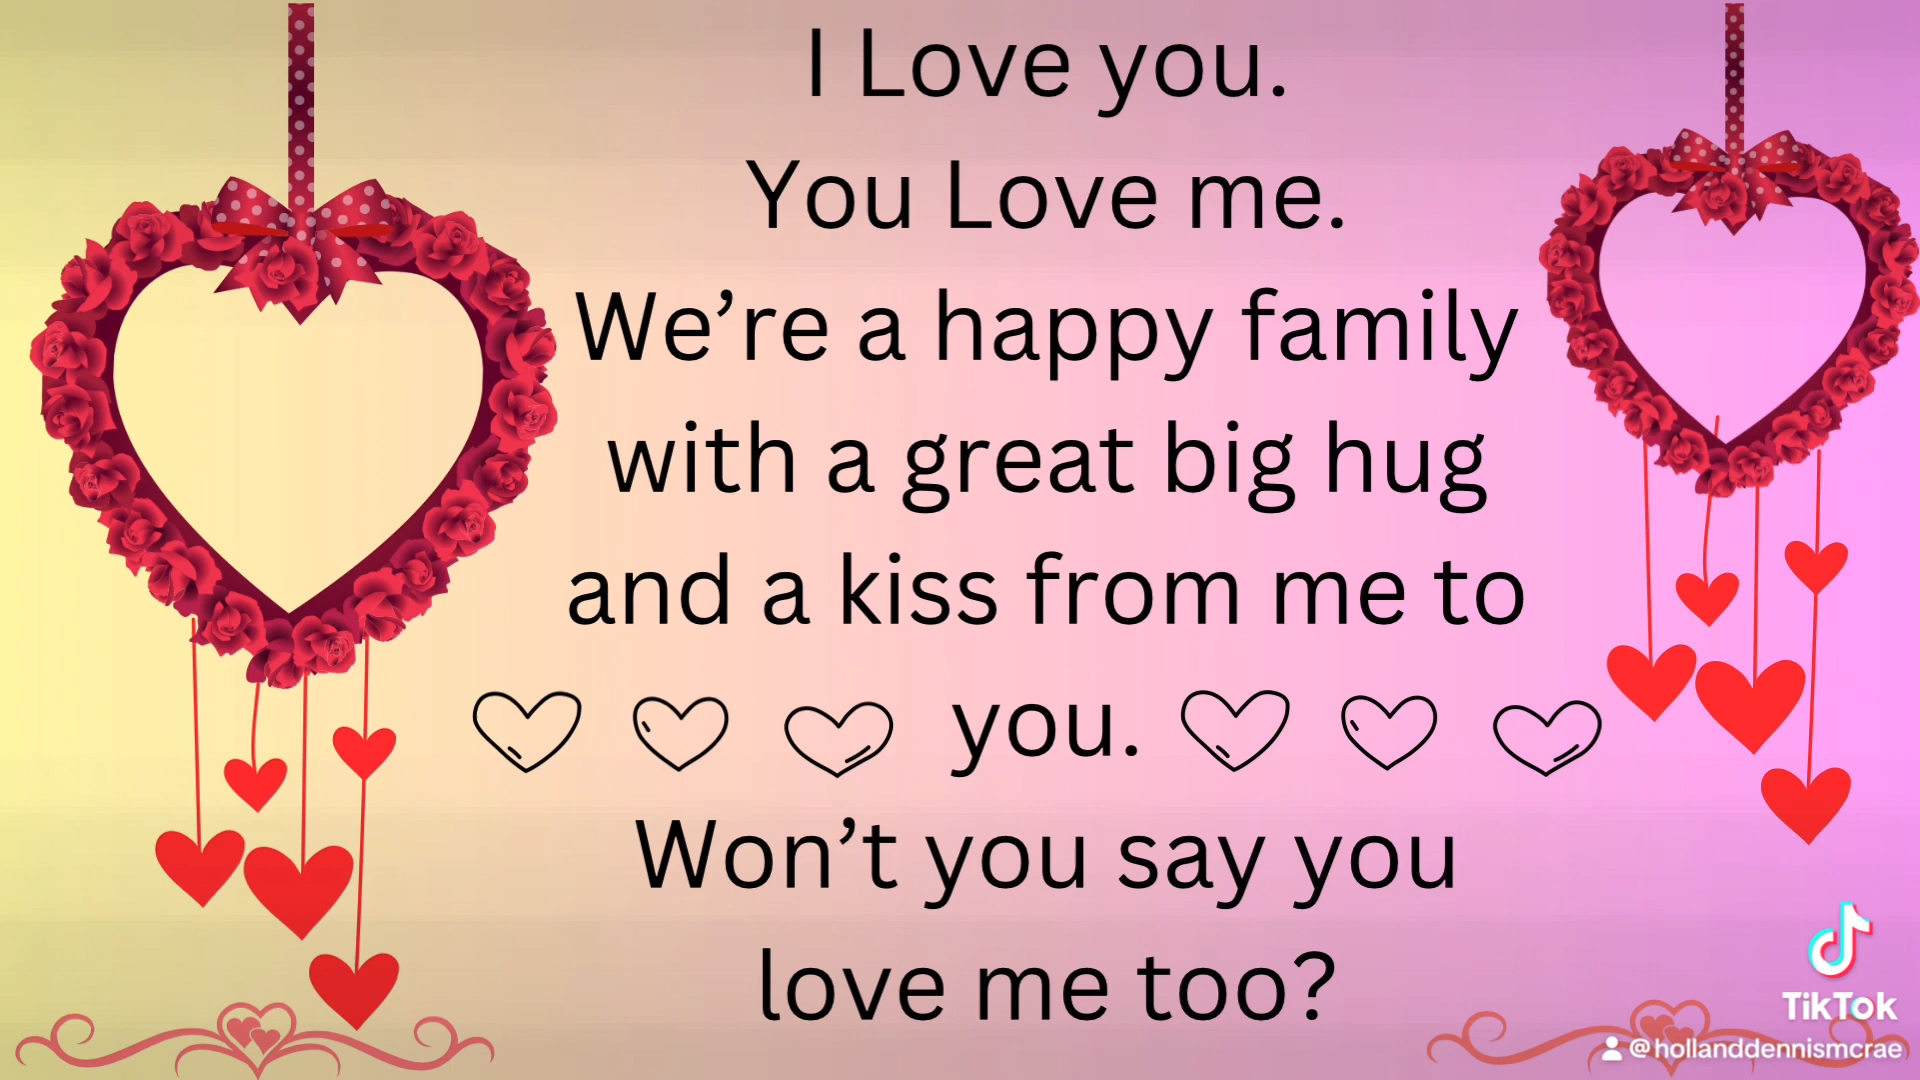 I Love you.
You Love me.
We’re a happy family
with a great big hug
and a kiss from me to
you.
Won’t you say you
love me too?
TikTok
@hollanddennismcrae